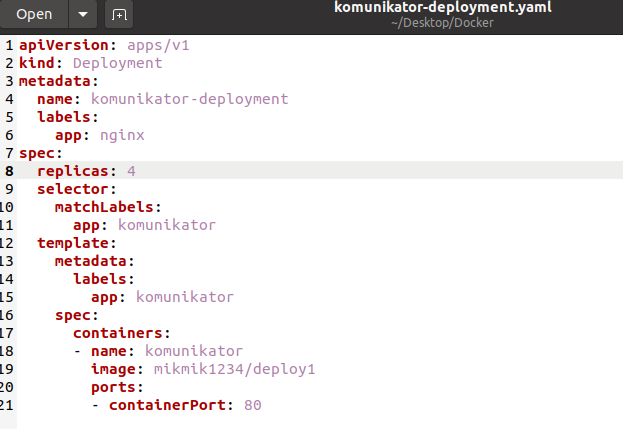 Open
komunikator-deployment.yaml
~/Desktop/Docker
1 apiVersion: apps/v1
2 kind: Deployment
3 metadata:
4   name: komunikator-deployment
5   labels:
6     app: nginx
7 spec:
8   replicas: 4
9   selector:
10     matchLabels:
11       app: komunikator
12   template:
13     metadata:
14       labels:
15         app: komunikator
16     spec:
17       containers:
18       - name: komunikator
19         image: mikmik1234/deploy1
20         ports:
21         - containerPort: 80